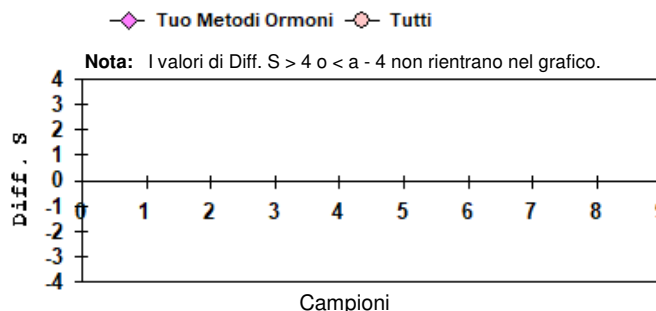 Tuo Metodi Ormoni Tutti
Nota: I valori di Diff. S > 4 o < a - 4 non rientrano nel grafico.
4
3
2
1
0
-1
-2
-3
-4
Diff. S
0 1 2 3 4 5 6 7 8 9
Campioni